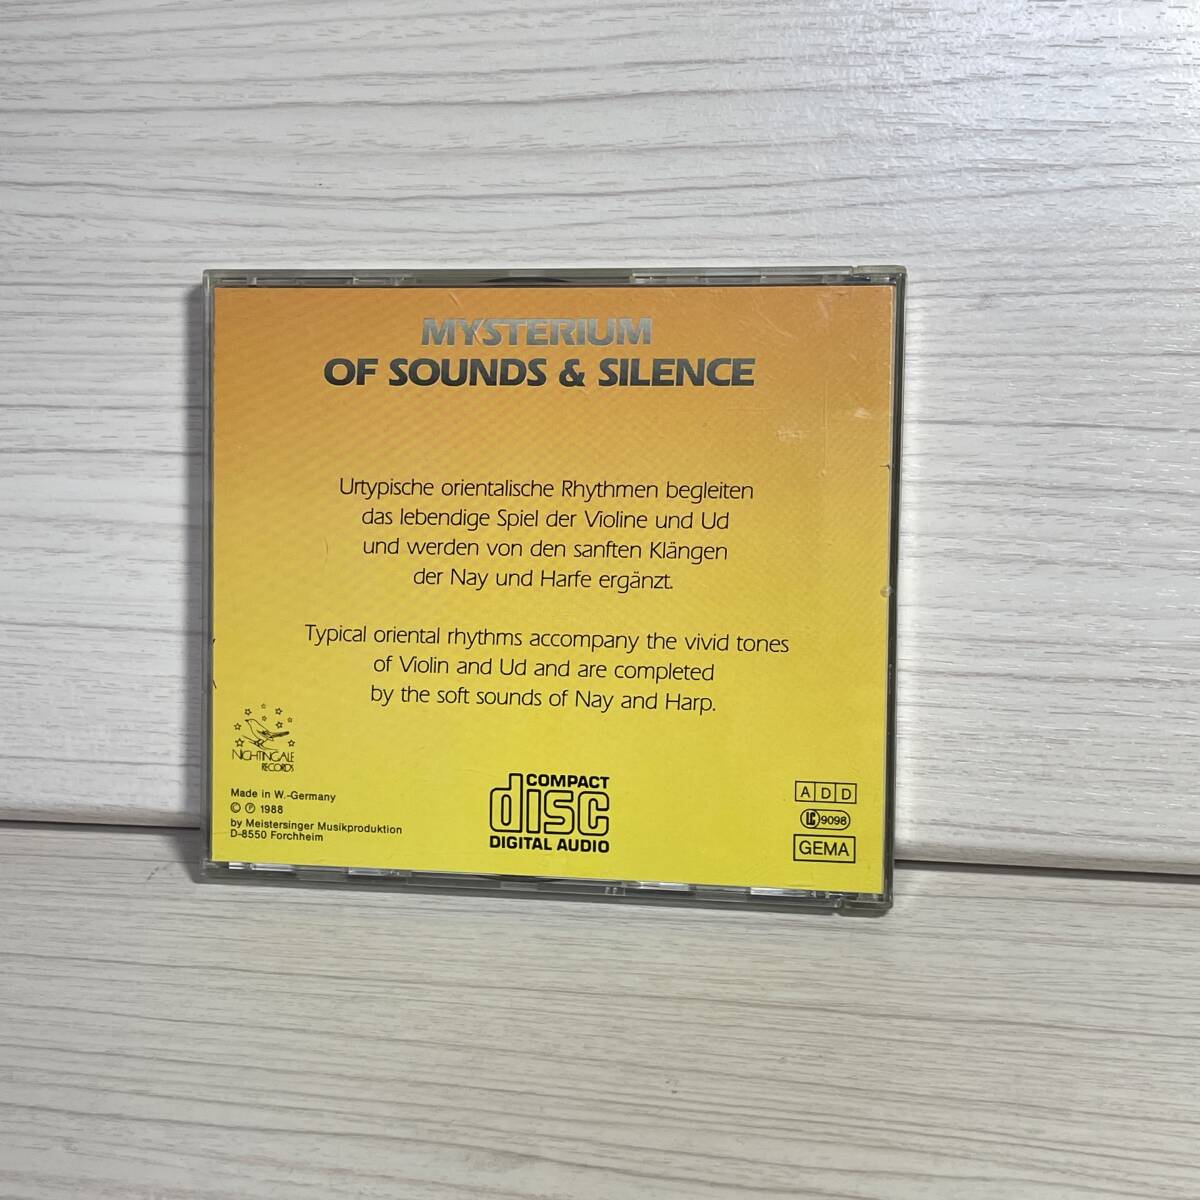 MYSTERIUM
OF SOUNDS & SILENCE
Urtypische orientalische Rhythmen begleiten
das lebendige Spiel der Violine und Ud
und werden von den sanften Klängen
der Nay und Harfe ergänzt.
Typical oriental rhythms accompany the vivid tones
of Violin and Ud and are completed
by the soft sounds of Nay and Harp.
NIGHTINGALE
RECORDS
Made in W.-Germany
© ℗ 1988
by Meistersinger Musikproduktion
D-8550 Forchheim
COMPACT
disc
DIGITAL AUDIO
A D D
LC 9098
GEMA